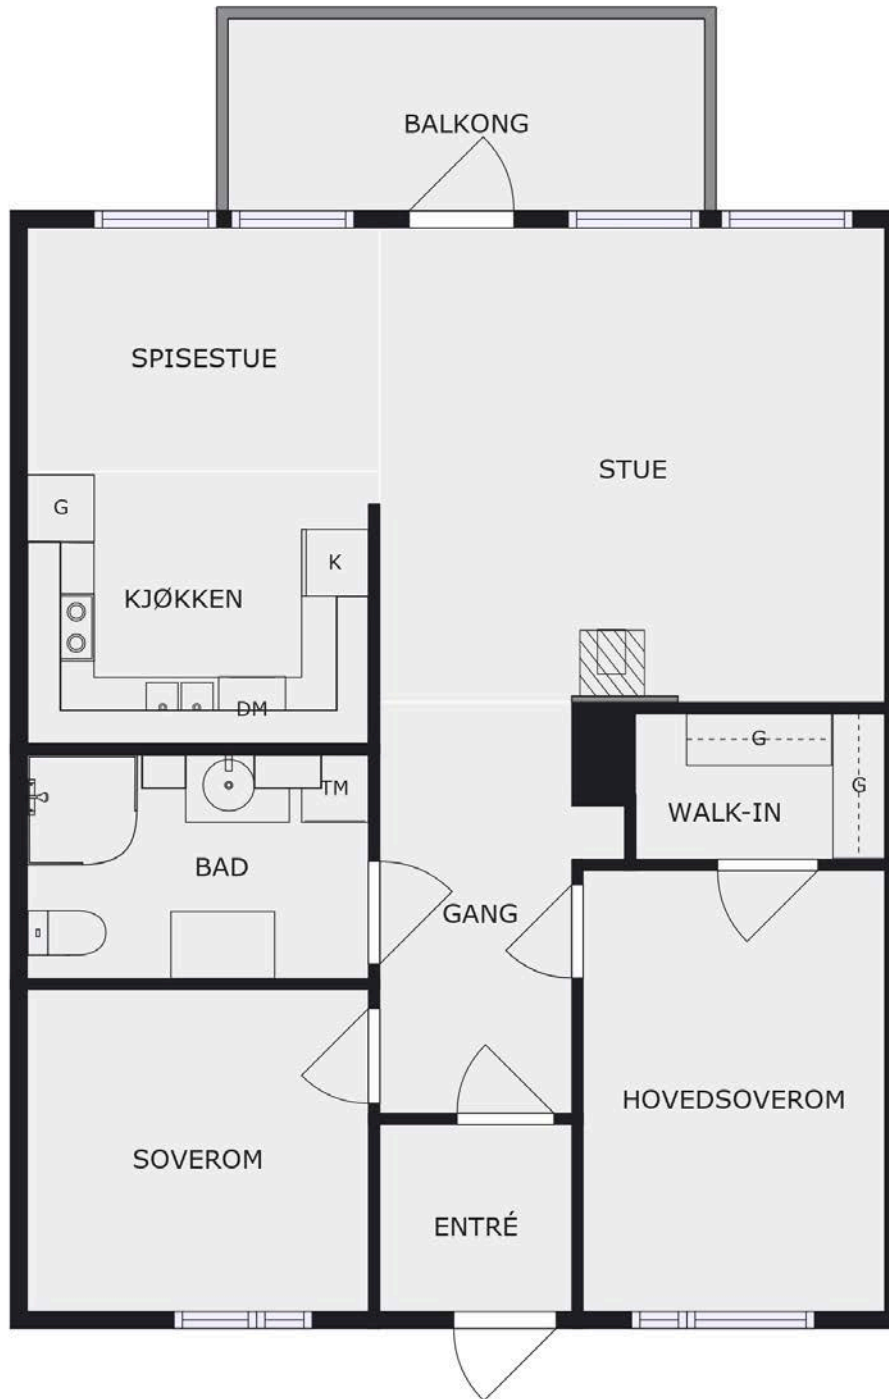 BALKONG
SPISESTUE
STUE
G
K
KJØKKEN
DM
G
G
WALK-IN
TM
BAD
GANG
HOVEDSOVEROM
SOVEROM
ENTRÉ